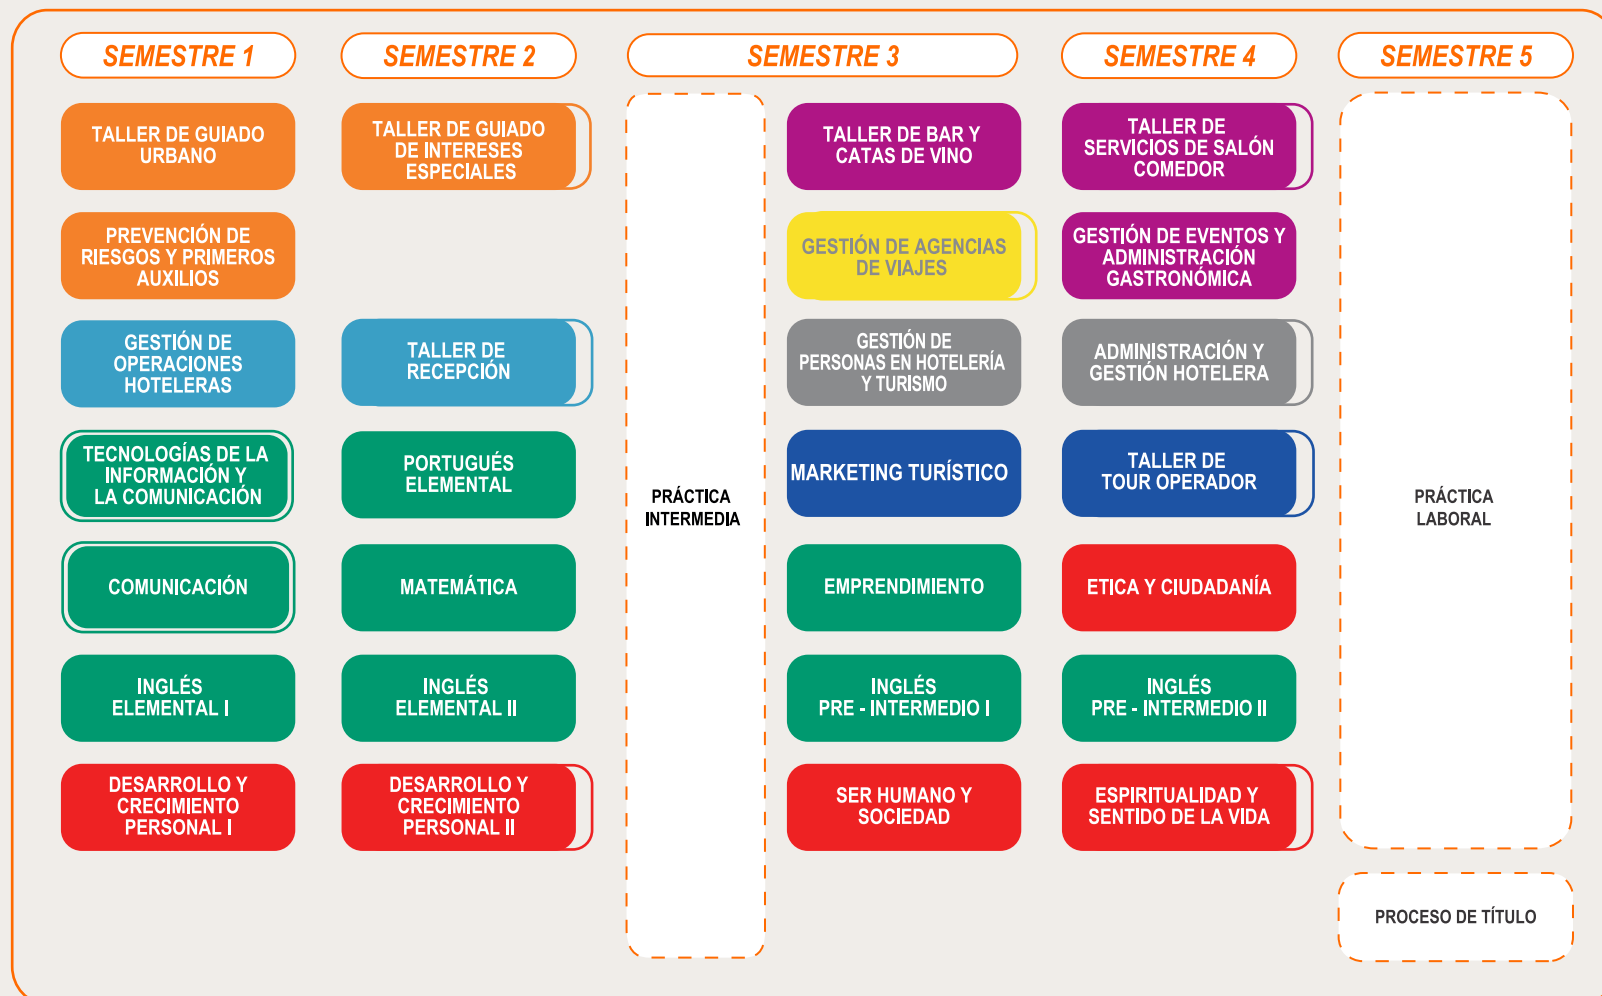 SEMESTRE 1
SEMESTRE 2
SEMESTRE 3
SEMESTRE 4
SEMESTRE 5
TALLER DE GUIADO
URBANO
PREVENCIÓN DE
RIESGOS Y PRIMEROS
AUXILIOS
GESTIÓN DE
OPERACIONES
HOTELERAS
TECNOLOGÍAS DE LA
INFORMACIÓN Y
LA COMUNICACIÓN
COMUNICACIÓN
INGLÉS
ELEMENTAL I
DESARROLLO Y
CRECIMIENTO
PERSONAL I
TALLER DE GUIADO
DE INTERESES
ESPECIALES
TALLER DE
RECEPCIÓN
PORTUGUÉS
ELEMENTAL
MATEMÁTICA
INGLÉS
ELEMENTAL II
DESARROLLO Y
CRECIMIENTO
PERSONAL II
PRÁCTICA
INTERMEDIA
TALLER DE BAR Y
CATAS DE VINO
GESTIÓN DE AGENCIAS
DE VIAJES
GESTIÓN DE
PERSONAS EN HOTELERÍA
Y TURISMO
MARKETING TURÍSTICO
EMPRENDIMIENTO
INGLÉS
PRE - INTERMEDIO I
SER HUMANO Y
SOCIEDAD
TALLER DE
SERVICIOS DE SALÓN
COMEDOR
GESTIÓN DE EVENTOS Y
ADMINISTRACIÓN
GASTRONÓMICA
ADMINISTRACIÓN Y
GESTIÓN HOTELERA
TALLER DE
TOUR OPERADOR
ETICA Y CIUDADANÍA
INGLÉS
PRE - INTERMEDIO II
ESPIRITUALIDAD Y
SENTIDO DE LA VIDA
PRÁCTICA
LABORAL
PROCESO DE TÍTULO